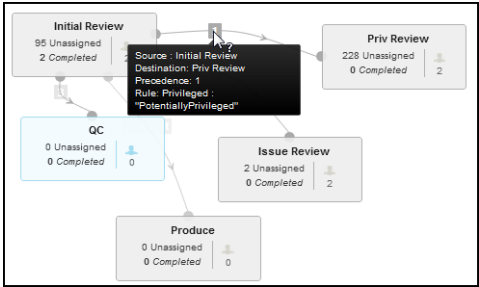 Initial Review
95 Unassigned
2 Completed
Priv Review
228 Unassigned
0 Completed
2
Source : Initial Review
Destination: Priv Review
Precedence: 1
Rule: Privileged :
"PotentiallyPrivileged"
QC
0 Unassigned
0 Completed
0
Issue Review
2 Unassigned
0 Completed
2
Produce
0 Unassigned
0 Completed
0